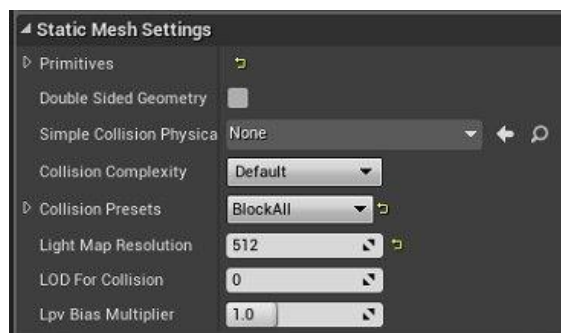 Static Mesh Settings
Primitives
Double Sided Geometry
Simple Collision Physica None
Collision Complexity Default
Collision Presets BlockAll
Light Map Resolution 512
LOD For Collision 0
Lpv Bias Multiplier 1.0